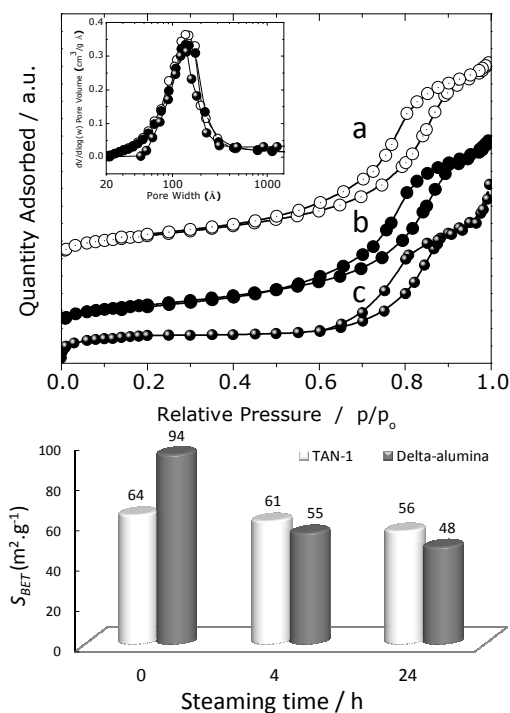 Quantity Adsorbed / a.u.
dV/dlog(w) Pore Volume (cm³/g Å)
0.4
0.3
0.2
0.1
0.0
20
100
1000
Pore Width (Å)
a
b
c
0.0
0.2
0.4
0.6
0.8
1.0
Relative Pressure / p/pₒ
S_BET (m².g⁻¹)
100
80
60
40
20
0
TAN-1
Delta-alumina
64
94
61
55
56
48
0
4
24
Steaming time / h